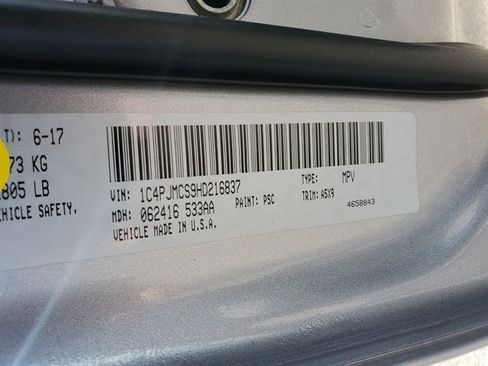 T): 6-17
73 KG
805 LB
EHICLE SAFETY,
VIN: 1C4PJMCS9HD216837
TYPE: MPV
MDH: 062416 533AA
PAINT: PSC
TRIM: A5X9
VEHICLE MADE IN U.S.A.
4658843